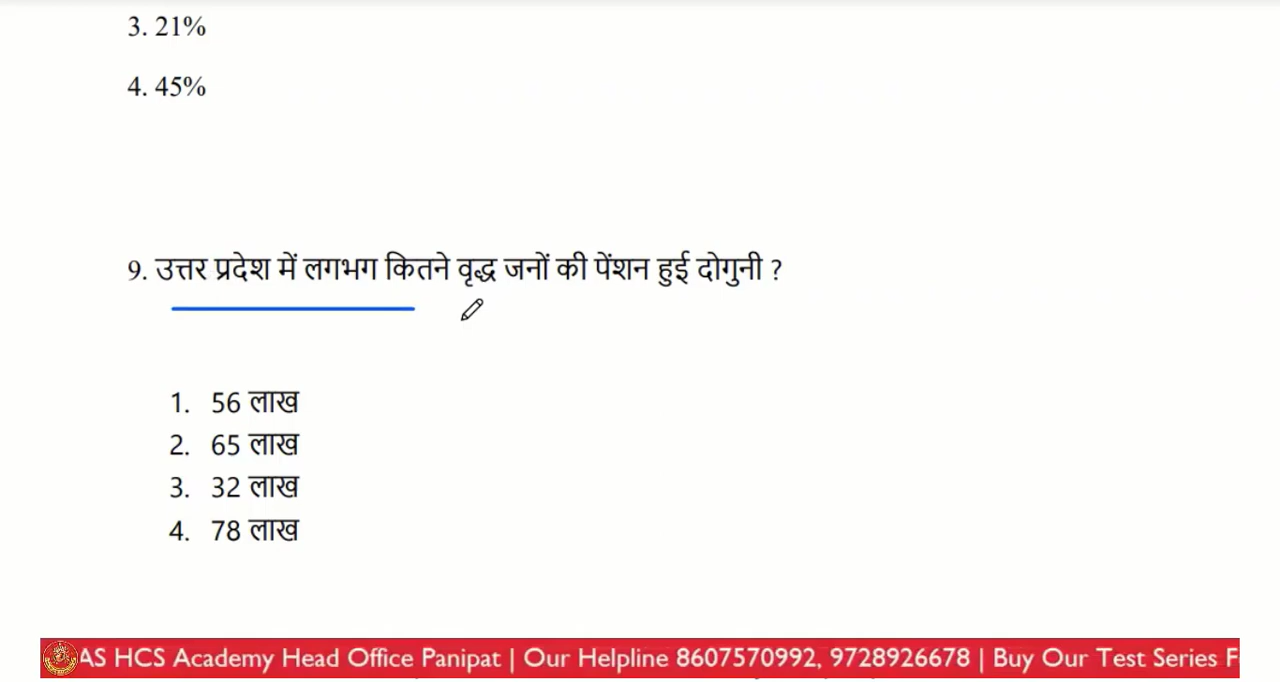 3. 21%
4. 45%
9. उत्तर प्रदेश में लगभग कितने वृद्ध जनों की पेंशन हुई दोगुनी ?
1. 56 लाख
2. 65 लाख
3. 32 लाख
4. 78 लाख
AS HCS Academy Head Office Panipat | Our Helpline 8607570992, 9728926678 | Buy Our Test Series F